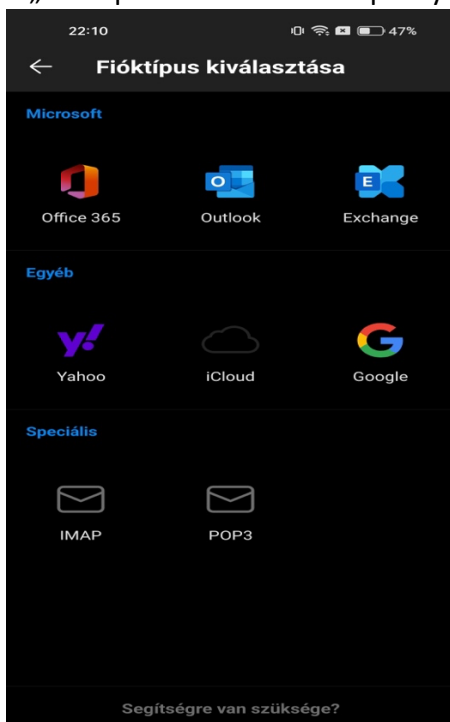 22:10
47%
Fióktípus kiválasztása
Microsoft
Office 365
Outlook
Exchange
Egyéb
Yahoo
iCloud
Google
Speciális
IMAP
POP3
Segítségre van szüksége?